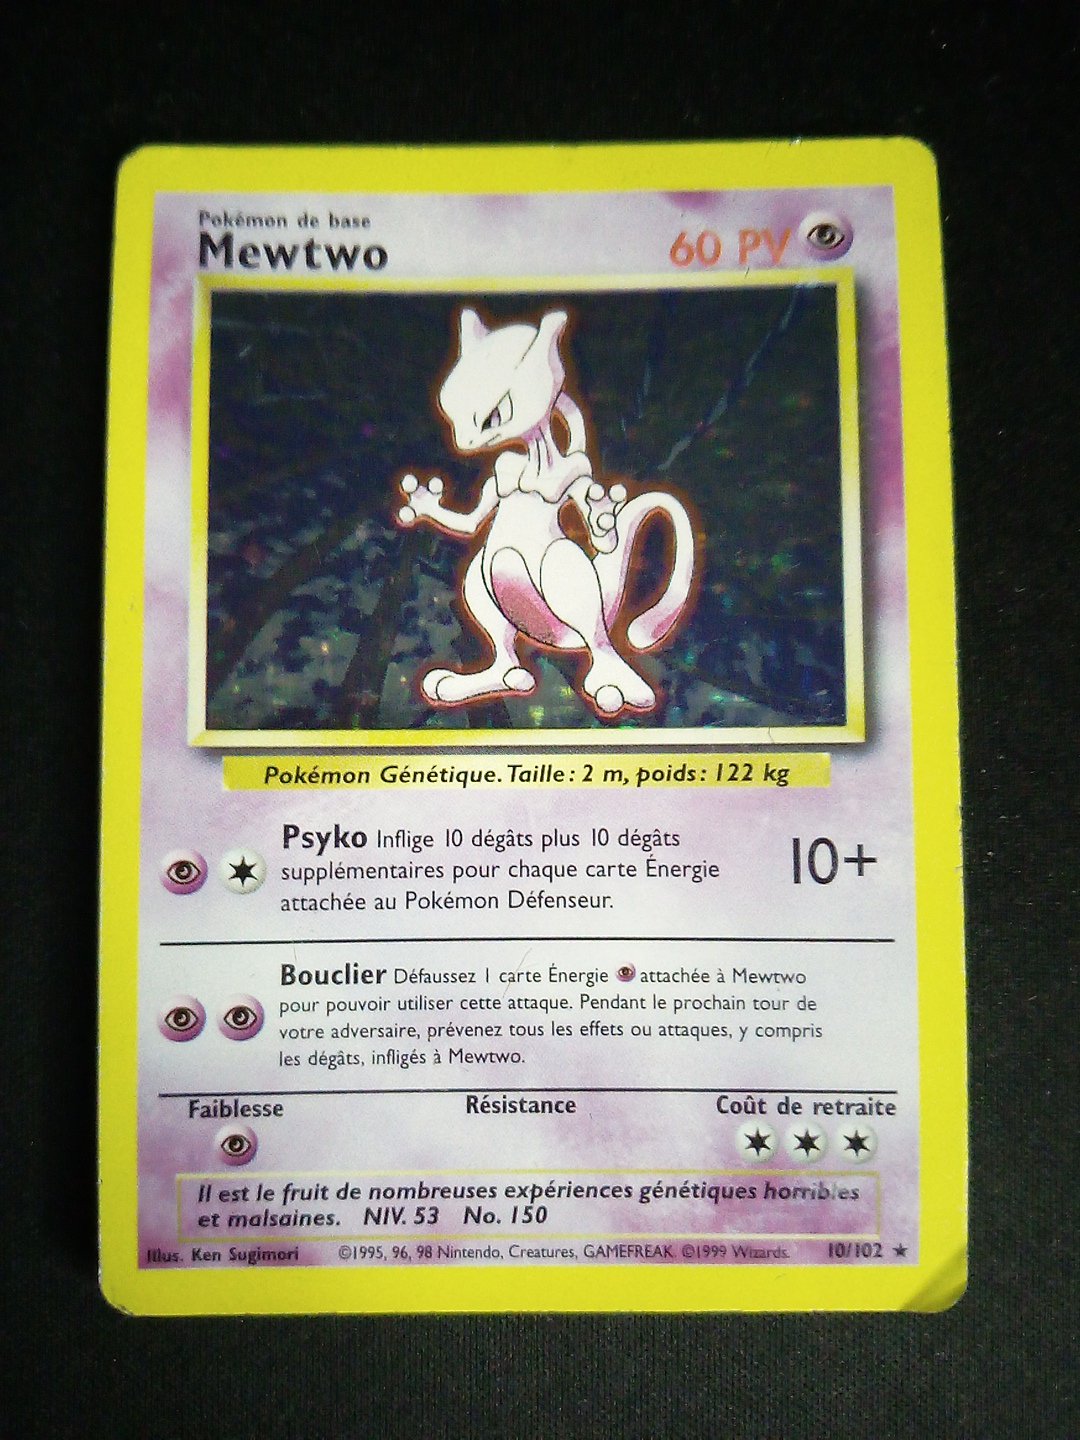 Pokémon de base
Mewtwo
60 PV
Pokémon Génétique. Taille : 2 m, poids : 122 kg
Psyko Inflige 10 dégâts plus 10 dégâts
supplémentaires pour chaque carte Énergie
attachée au Pokémon Défenseur.
10+
Bouclier Défaussez 1 carte Énergie attachée à Mewtwo
pour pouvoir utiliser cette attaque. Pendant le prochain tour de
votre adversaire, prévenez tous les effets ou attaques, y compris
les dégâts, infligés à Mewtwo.
Faiblesse
Résistance
Coût de retraite
Il est le fruit de nombreuses expériences génétiques horribles
et malsaines. NIV. 53 No. 150
Illus. Ken Sugimori ©1995, 96, 98 Nintendo, Creatures, GAMEFREAK. ©1999 Wizards. 10/102 ★